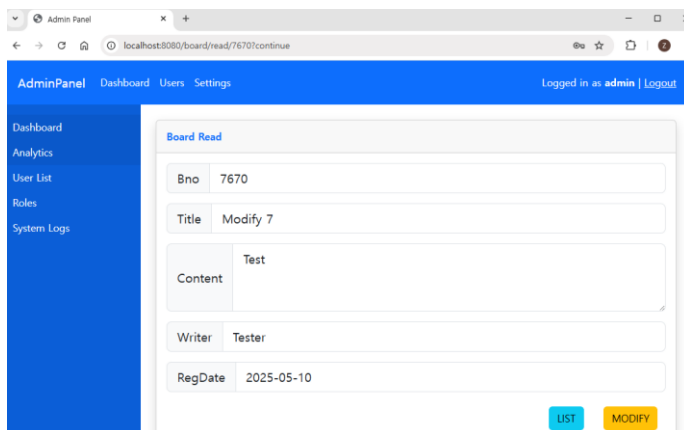 Admin Panel
localhost:8080/board/read/7670?continue
Z
AdminPanel Dashboard Users Settings Logged in as admin | Logout
Dashboard
Analytics
User List
Roles
System Logs
Board Read
Bno 7670
Title Modify 7
Content Test
Writer Tester
RegDate 2025-05-10
LIST MODIFY